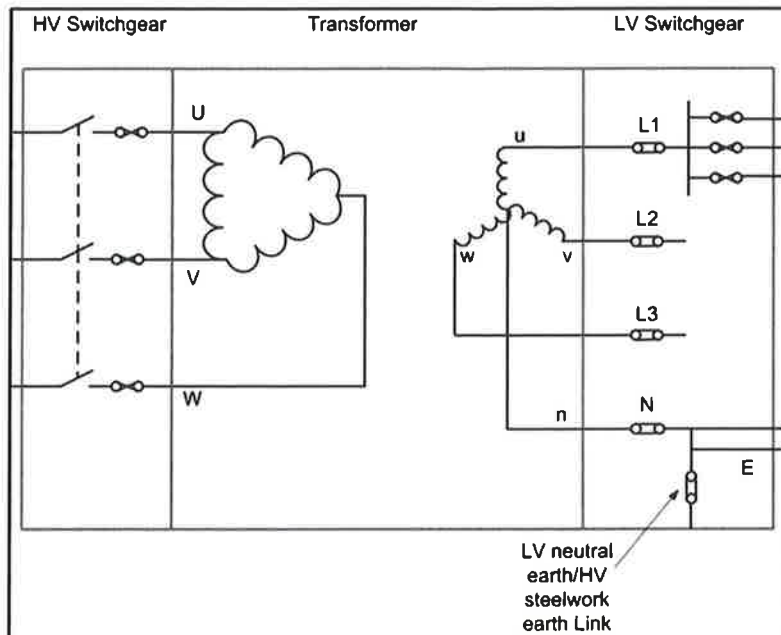 HV Switchgear
Transformer
LV Switchgear
U
V
W
u
w
v
n
L1
L2
L3
N
E
LV neutral
earth/HV
steelwork
earth Link